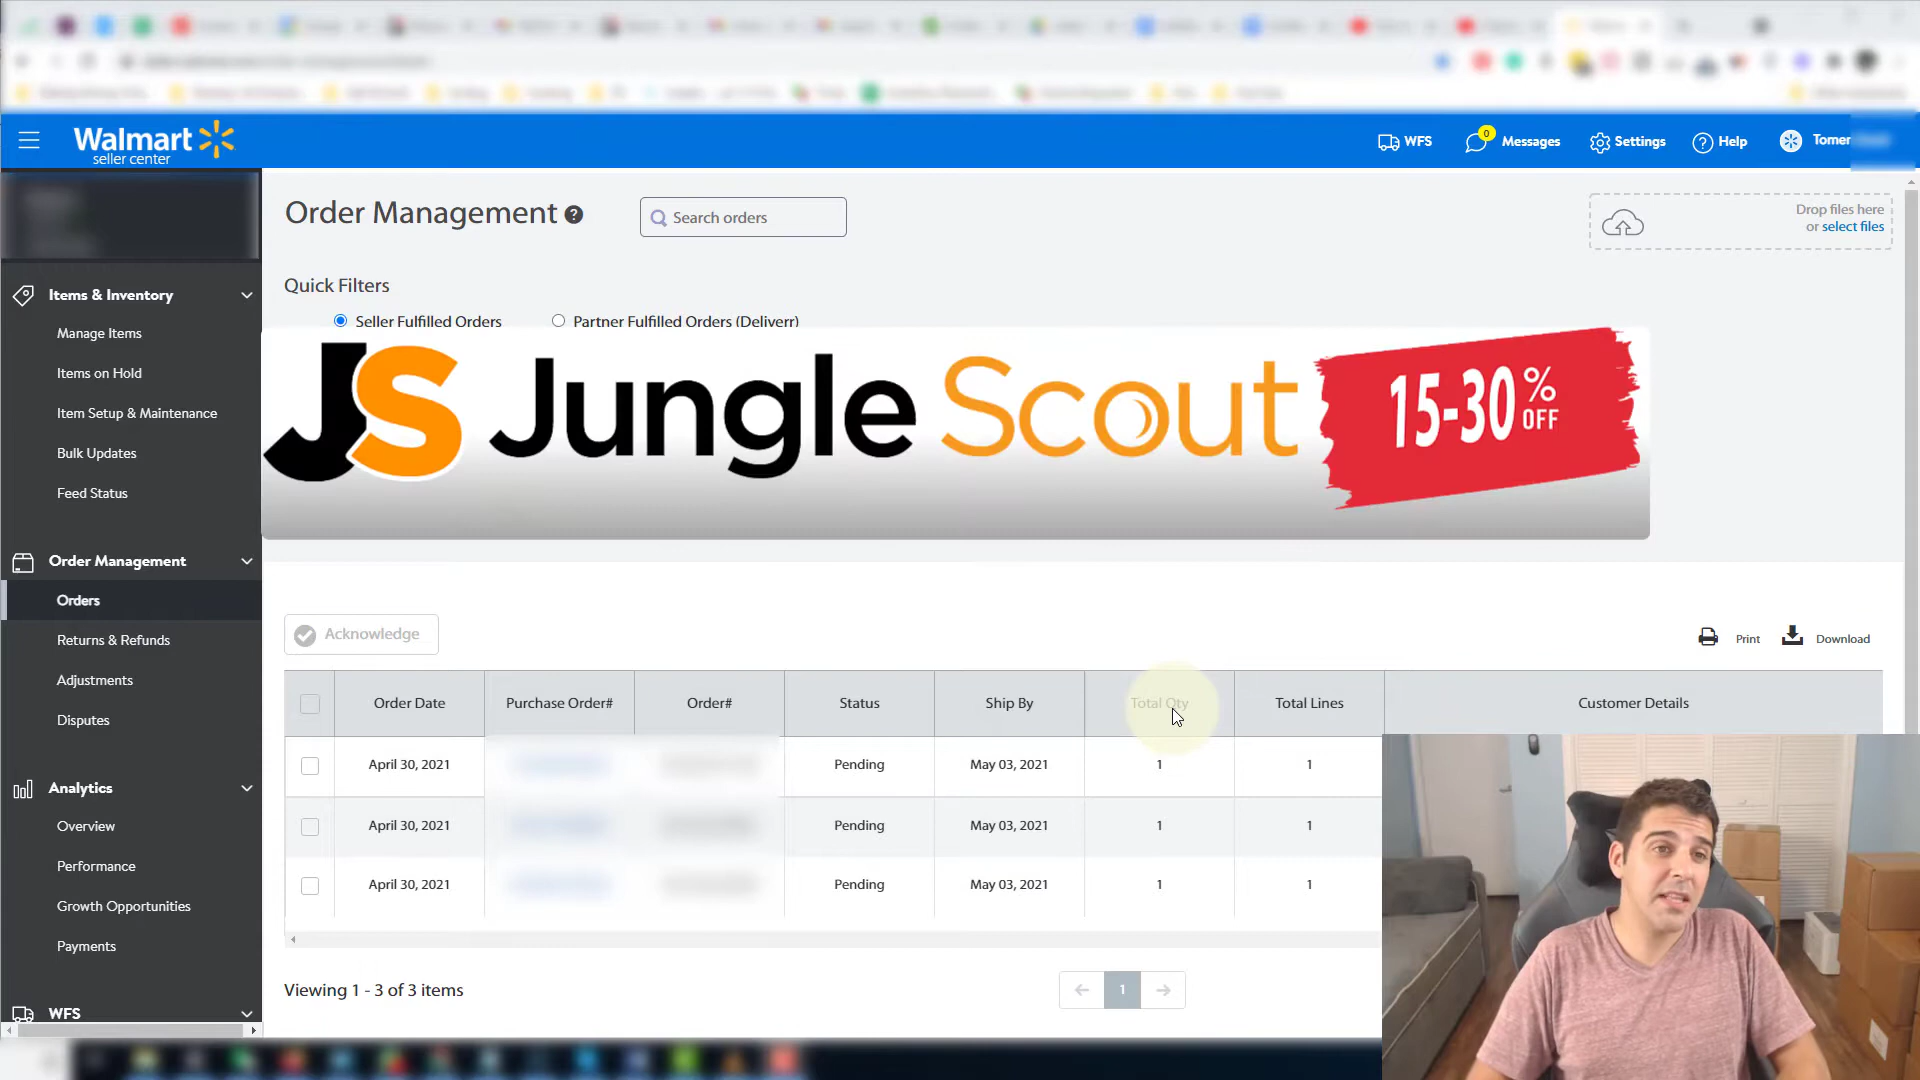 Walmart
seller center
WFS
0
Messages
Settings
Help
Tomer
Order Management
Search orders
Drop files here
or select files
Quick Filters
Seller Fulfilled Orders
Partner Fulfilled Orders (Deliverr)
JS Jungle Scout
15-30% OFF
Items & Inventory
Manage Items
Items on Hold
Item Setup & Maintenance
Bulk Updates
Feed Status
Order Management
Orders
Returns & Refunds
Adjustments
Disputes
Analytics
Overview
Performance
Growth Opportunities
Payments
WFS
Acknowledge
Print
Download
Order Date Purchase Order# Order# Status Ship By Total Qty Total Lines Customer Details
April 30, 2021 Pending May 03, 2021 1 1
April 30, 2021 Pending May 03, 2021 1 1
April 30, 2021 Pending May 03, 2021 1 1
Viewing 1 - 3 of 3 items
1